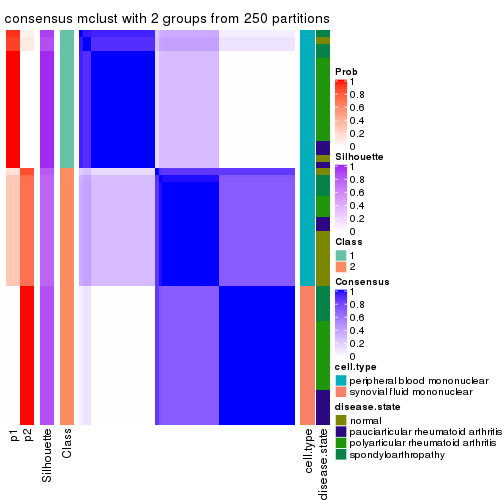 consensus mclust with 2 groups from 250 partitions
Prob
1
0.8
0.6
0.4
0.2
0
Silhouette
1
0.8
0.6
0.4
0.2
0
Class
1
2
Consensus
1
0.8
0.6
0.4
0.2
0
cell.type
peripheral blood mononuclear
synovial fluid mononuclear
disease.state
normal
pauciarticular rheumatoid arthritis
polyarticular rheumatoid arthritis
spondyloarthropathy
p1
p2
Silhouette
Class
cell.type
disease.state